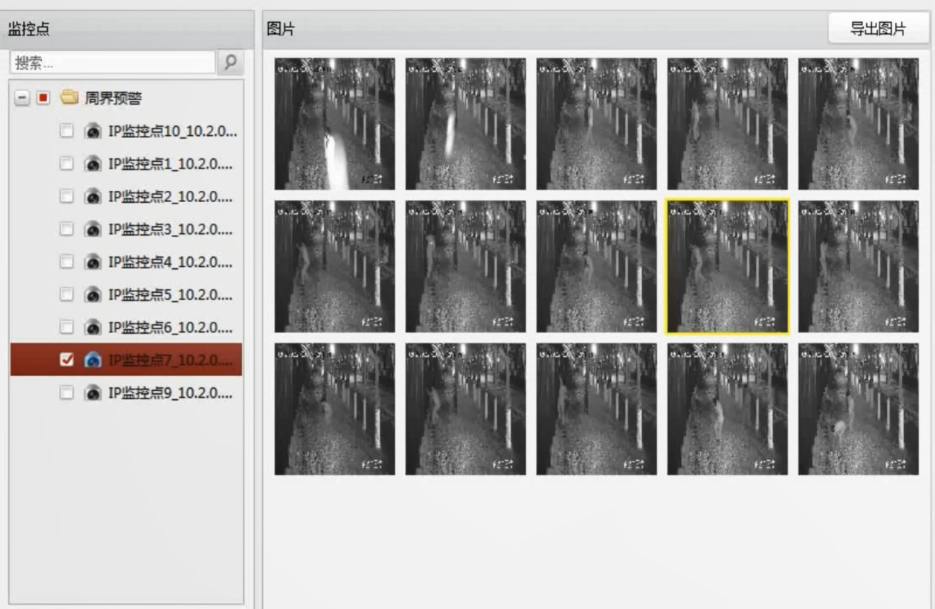 监控点
图片
导出图片
搜索...
周界预警
IP监控点10_10.2.0...
IP监控点1_10.2.0....
IP监控点2_10.2.0....
IP监控点3_10.2.0....
IP监控点4_10.2.0....
IP监控点5_10.2.0....
IP监控点6_10.2.0....
IP监控点7_10.2.0....
IP监控点9_10.2.0....